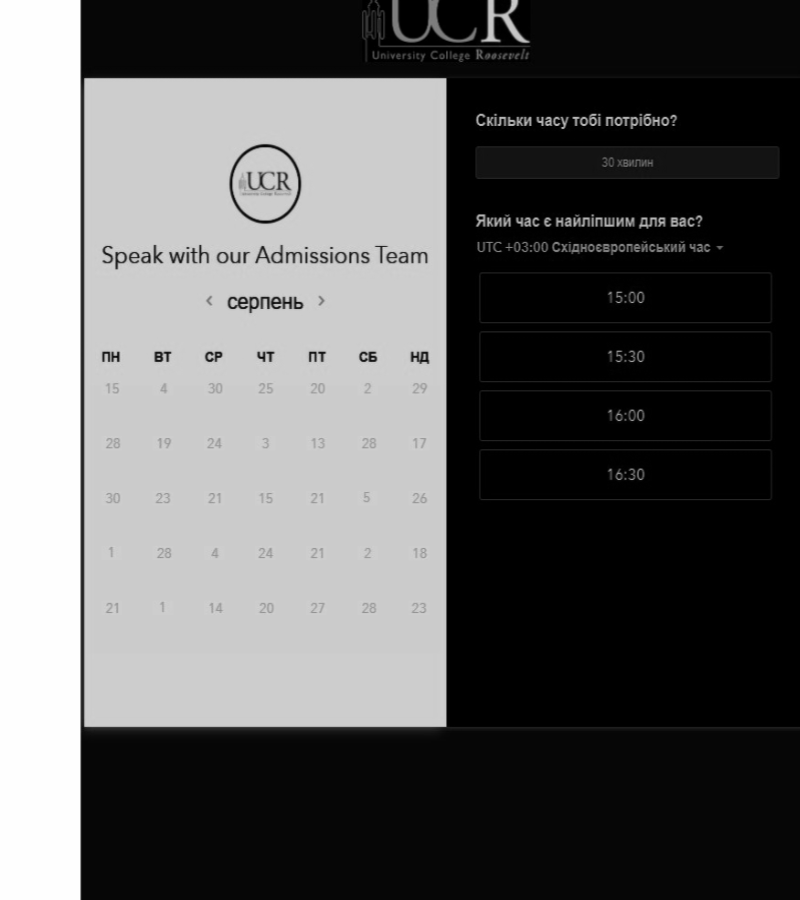 UCR
University College Roosevelt
UCR
Speak with our Admissions Team
‹ серпень ›
ПН ВТ СР ЧТ ПТ СБ НД
15 4 30 25 20 2 29
28 19 24 3 13 28 17
30 23 21 15 21 5 26
1 28 4 24 21 2 18
21 1 14 20 27 28 23
Скільки часу тобі потрібно?
30 хвилин
Який час є найліпшим для вас?
UTC +03:00 Східноєвропейський час
15:00
15:30
16:00
16:30